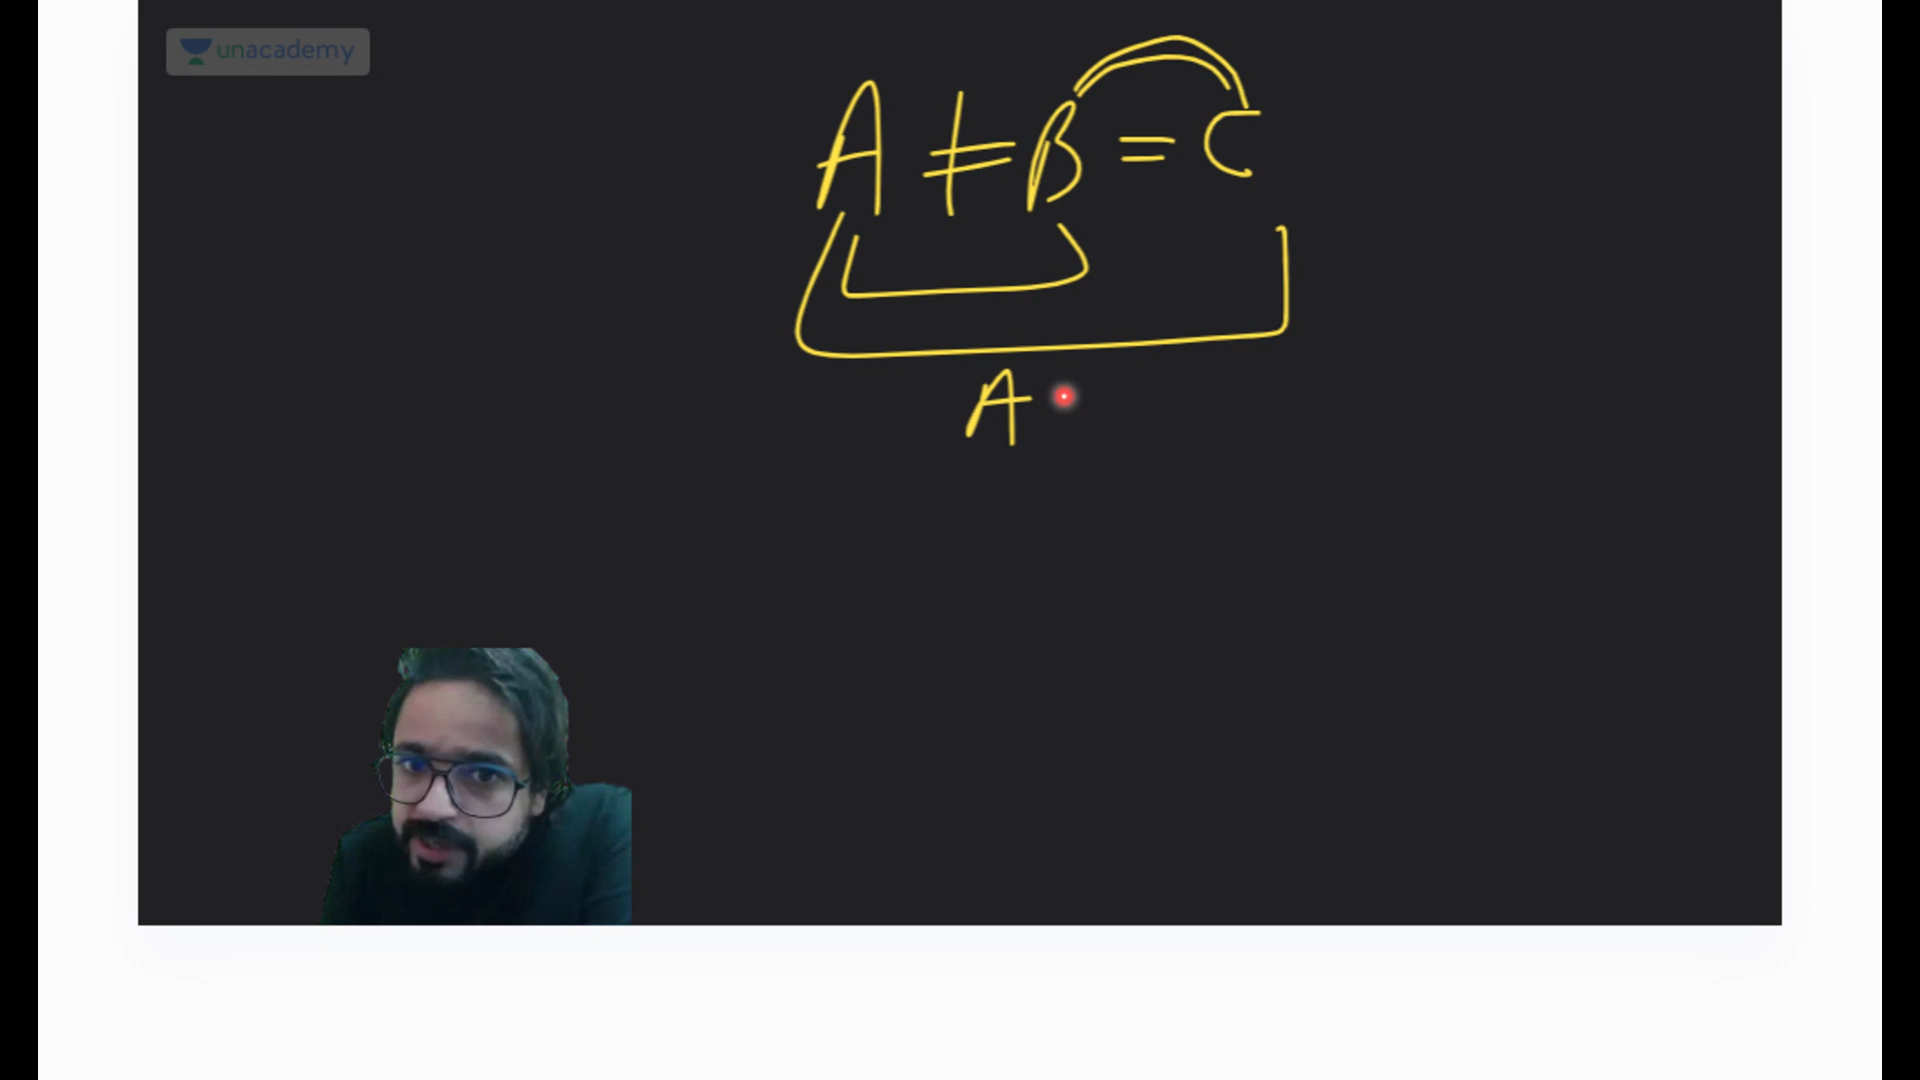 unacademy
A ≠ B = C
A